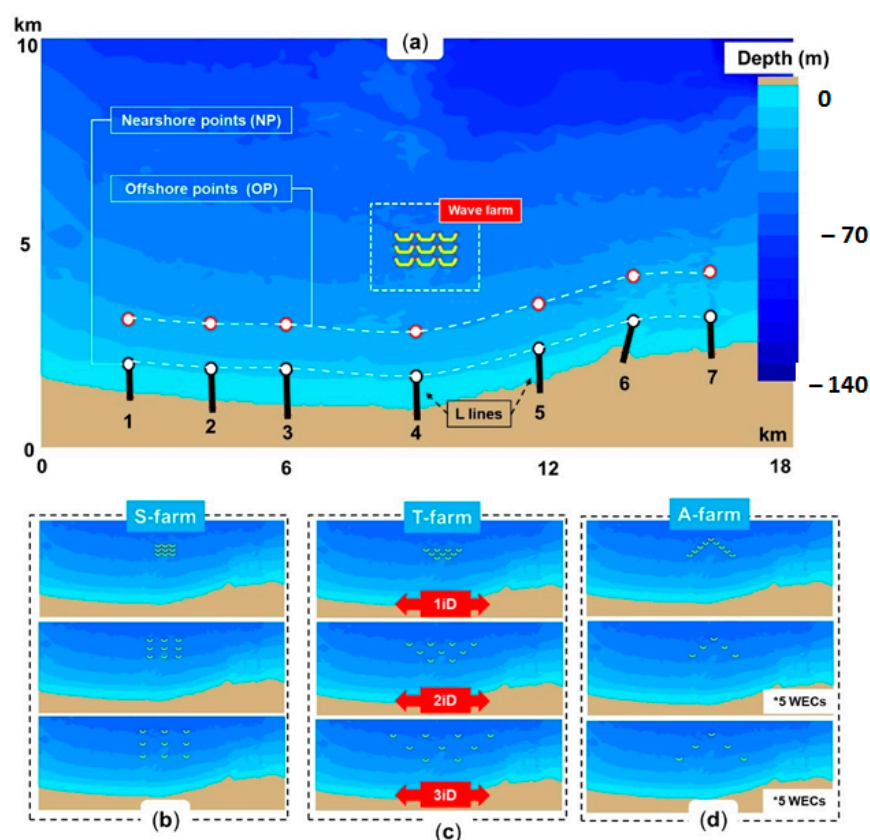 km
10
(a)
Depth (m)
0
Nearshore points (NP)
Offshore points (OP)
Wave farm
5
– 70
– 140
1
2
3
4
5
6
7
L lines
km
0
0
6
12
18
S-farm
T-farm
A-farm
1iD
2iD
*5 WECs
3iD
*5 WECs
(b)
(c)
(d)